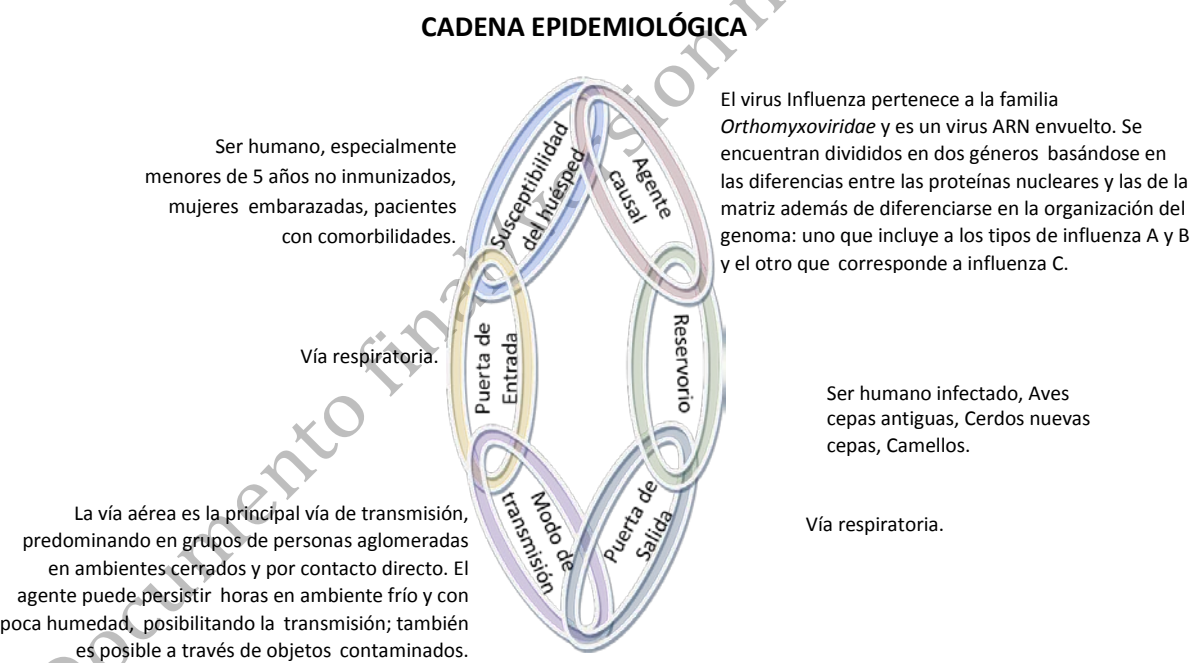 CADENA EPIDEMIOLÓGICA
El virus Influenza pertenece a la familia
Orthomyxoviridae y es un virus ARN envuelto. Se
encuentran divididos en dos géneros basándose en
las diferencias entre las proteínas nucleares y las de la
matriz además de diferenciarse en la organización del
genoma: uno que incluye a los tipos de influenza A y B
y el otro que corresponde a influenza C.
Agente
causal
Reservorio
Ser humano infectado, Aves
cepas antiguas, Cerdos nuevas
cepas, Camellos.
Puerta de
Salida
Vía respiratoria.
Modo de
transmisión
La vía aérea es la principal vía de transmisión,
predominando en grupos de personas aglomeradas
en ambientes cerrados y por contacto directo. El
agente puede persistir horas en ambiente frío y con
poca humedad, posibilitando la transmisión; también
es posible a través de objetos contaminados.
Puerta de
Entrada
Vía respiratoria.
Susceptibilidad
del huésped
Ser humano, especialmente
menores de 5 años no inmunizados,
mujeres embarazadas, pacientes
con comorbilidades.
Documento final/version